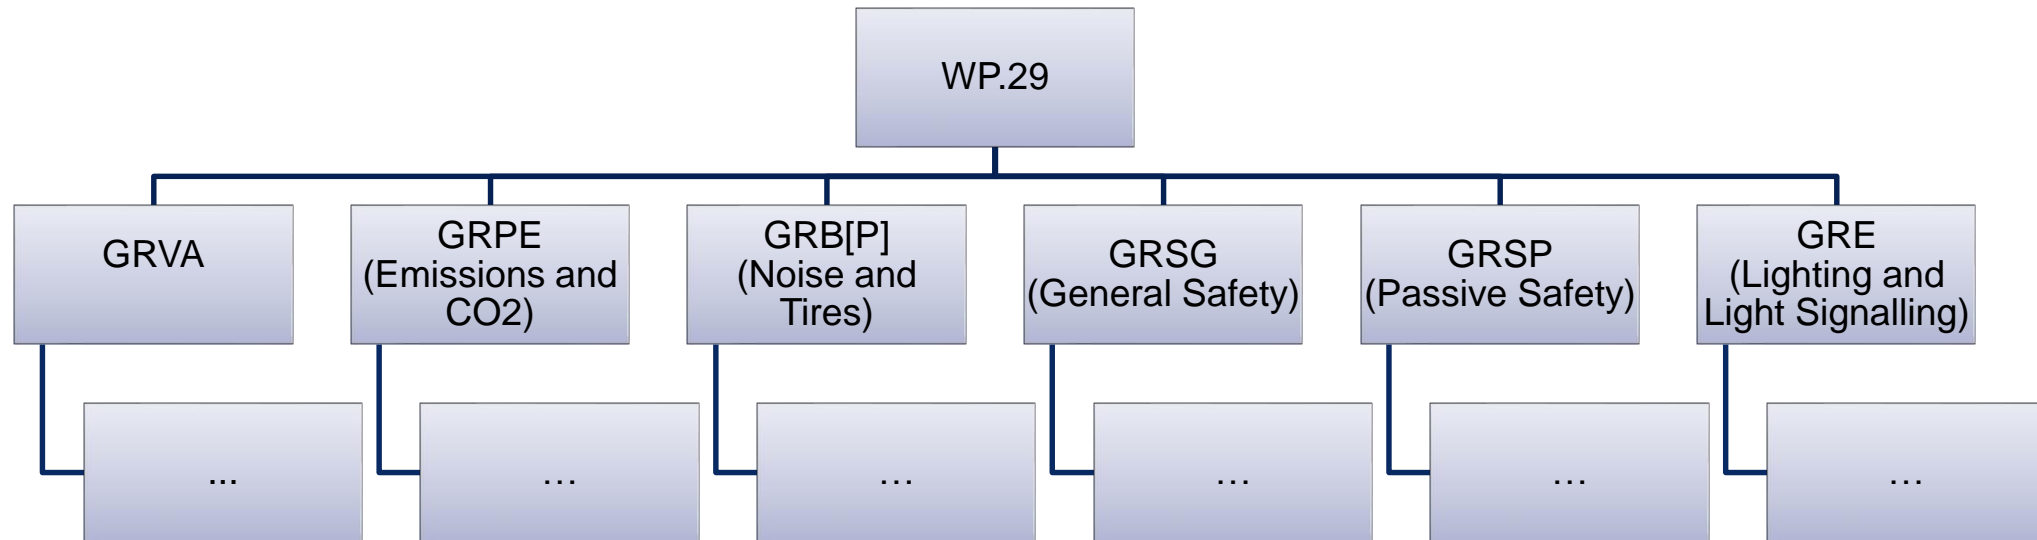 WP.29
GRVA
GRPE
(Emissions and
CO2)
GRB[P]
(Noise and
Tires)
GRSG
(General Safety)
GRSP
(Passive Safety)
GRE
(Lighting and
Light Signalling)
...
...
...
...
...
...